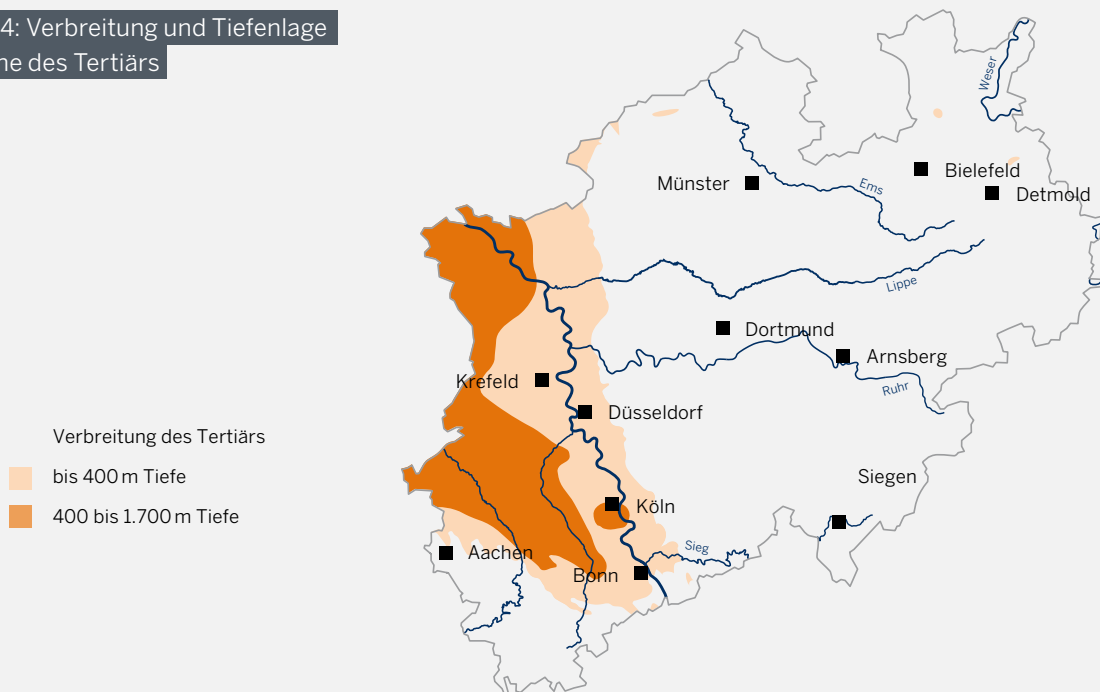 4: Verbreitung und Tiefenlage
des Tertiärs
Weser
Bielefeld
Münster
Ems
Detmold
Lippe
Dortmund
Arnsberg
Krefeld
Ruhr
Düsseldorf
Verbreitung des Tertiärs
bis 400 m Tiefe
Siegen
400 bis 1.700 m Tiefe
Köln
Sieg
Aachen
Bonn